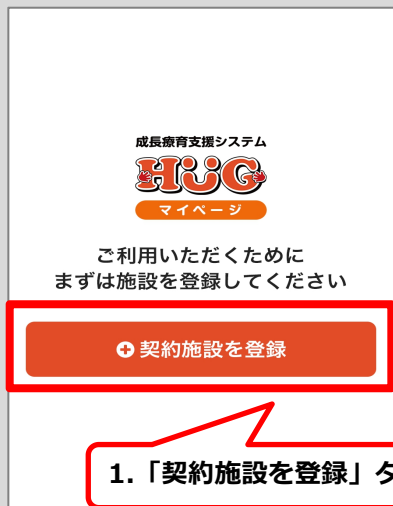 成長療育支援システム
HUG
マイページ
ご利用いただくために
まずは施設を登録してください
契約施設を登録
1.「契約施設を登録」タ